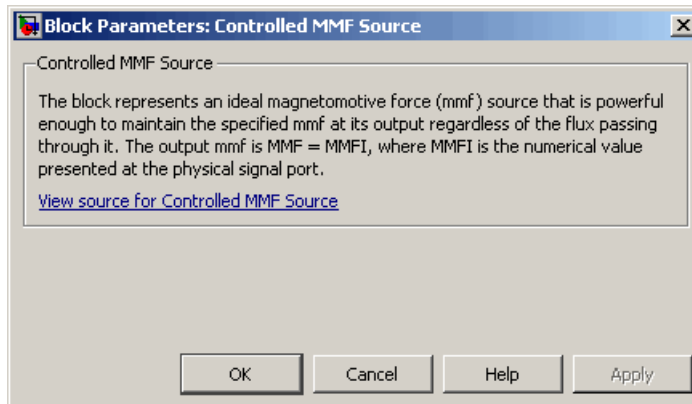 Block Parameters: Controlled MMF Source
Controlled MMF Source
The block represents an ideal magnetomotive force (mmf) source that is powerful
enough to maintain the specified mmf at its output regardless of the flux passing
through it. The output mmf is MMF = MMFI, where MMFI is the numerical value
presented at the physical signal port.
View source for Controlled MMF Source
OK Cancel Help Apply